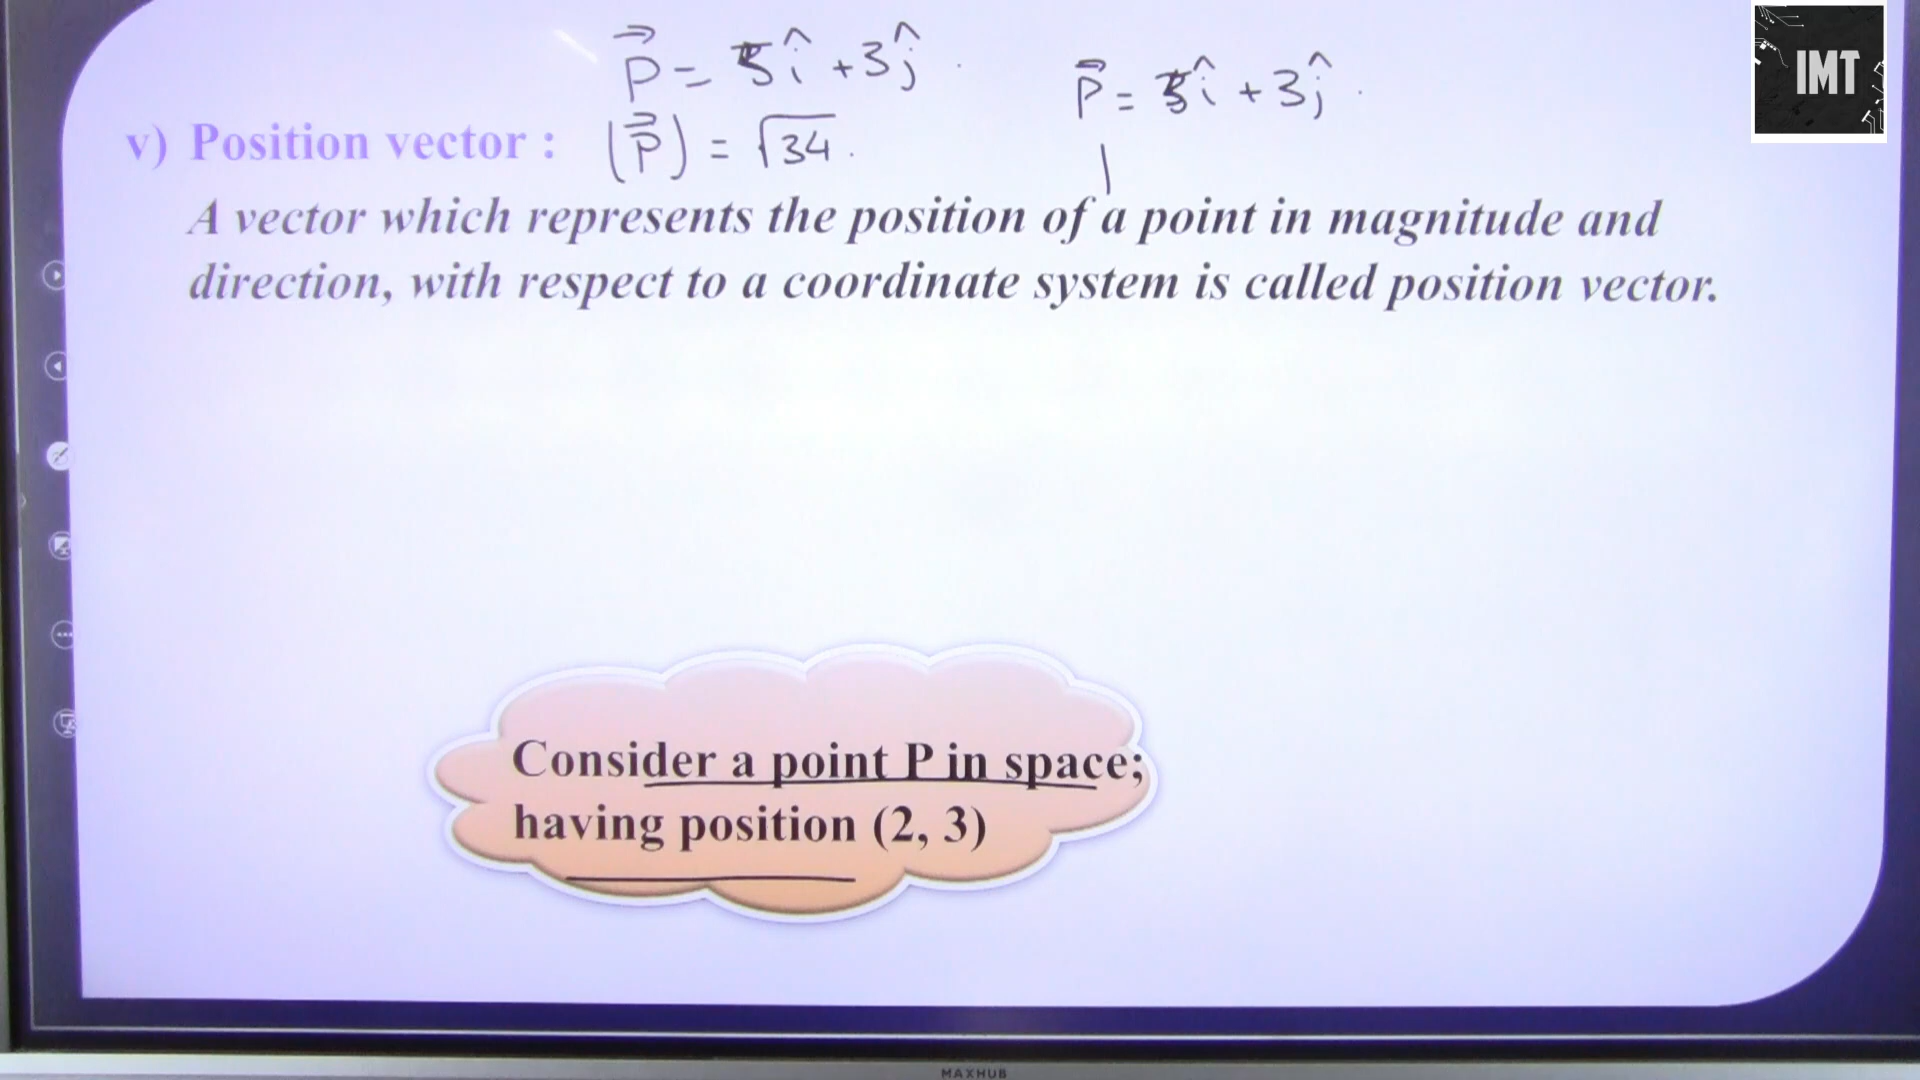 P⃗ = 5î + 3ĵ
P⃗ = 5î + 3ĵ
IMT
v) Position vector : (P⃗) = √34
A vector which represents the position of a point in magnitude and
direction, with respect to a coordinate system is called position vector.
Consider a point P in space;
having position (2, 3)
MAXHUB